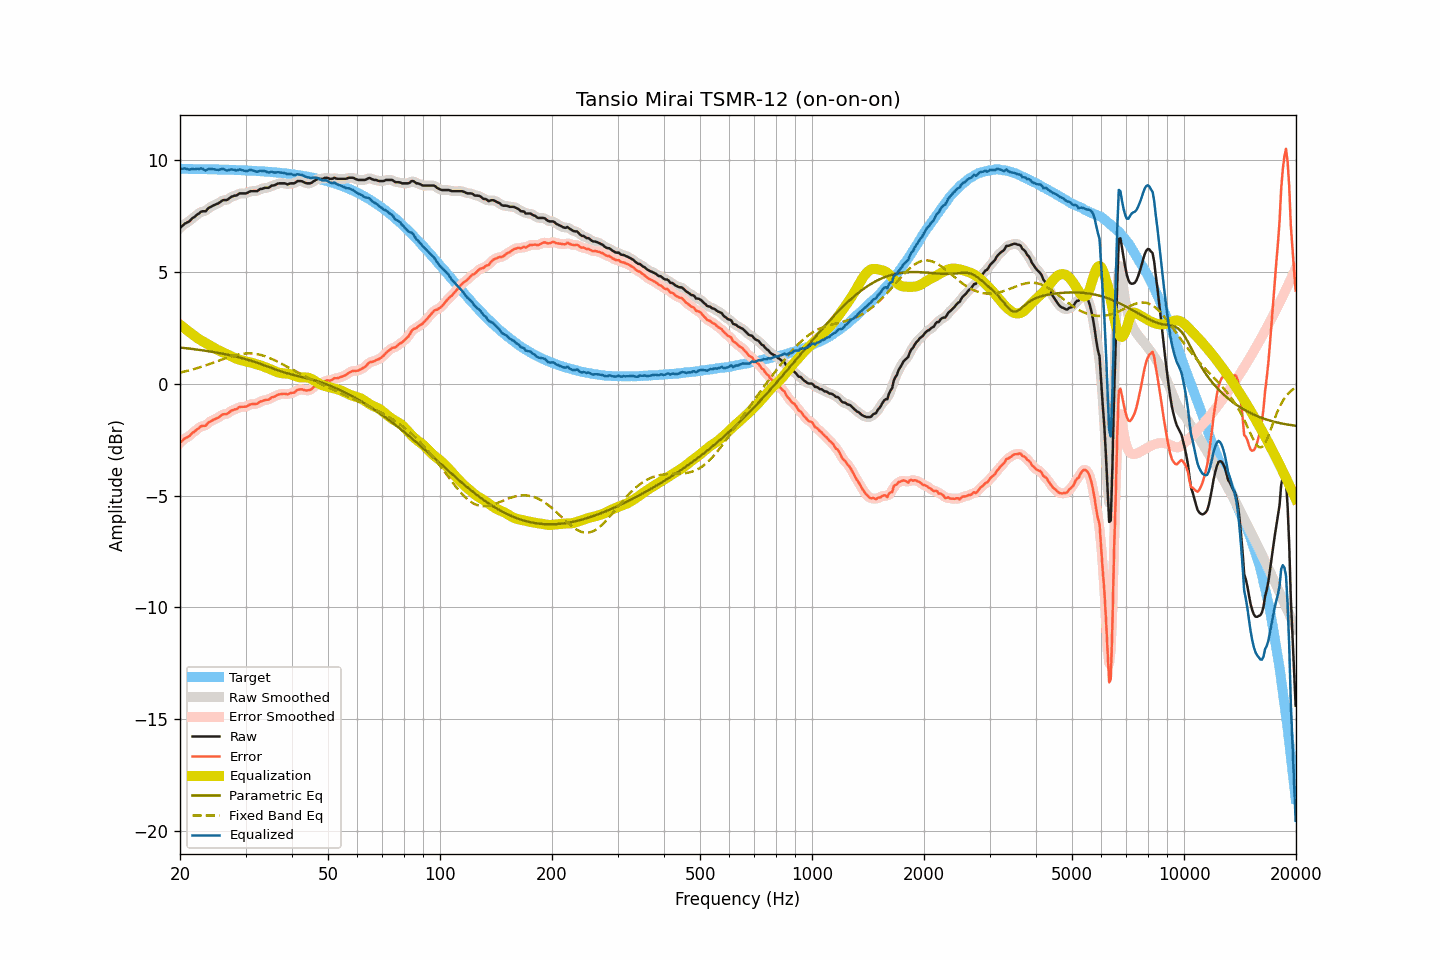 Tansio Mirai TSMR-12 (on-on-on)
Amplitude (dBr)
10
5
0
−5
−10
−15
−20
Target
Raw Smoothed
Error Smoothed
Raw
Error
Equalization
Parametric Eq
Fixed Band Eq
Equalized
20 50 100 200 500 1000 2000 5000 10000 20000
Frequency (Hz)